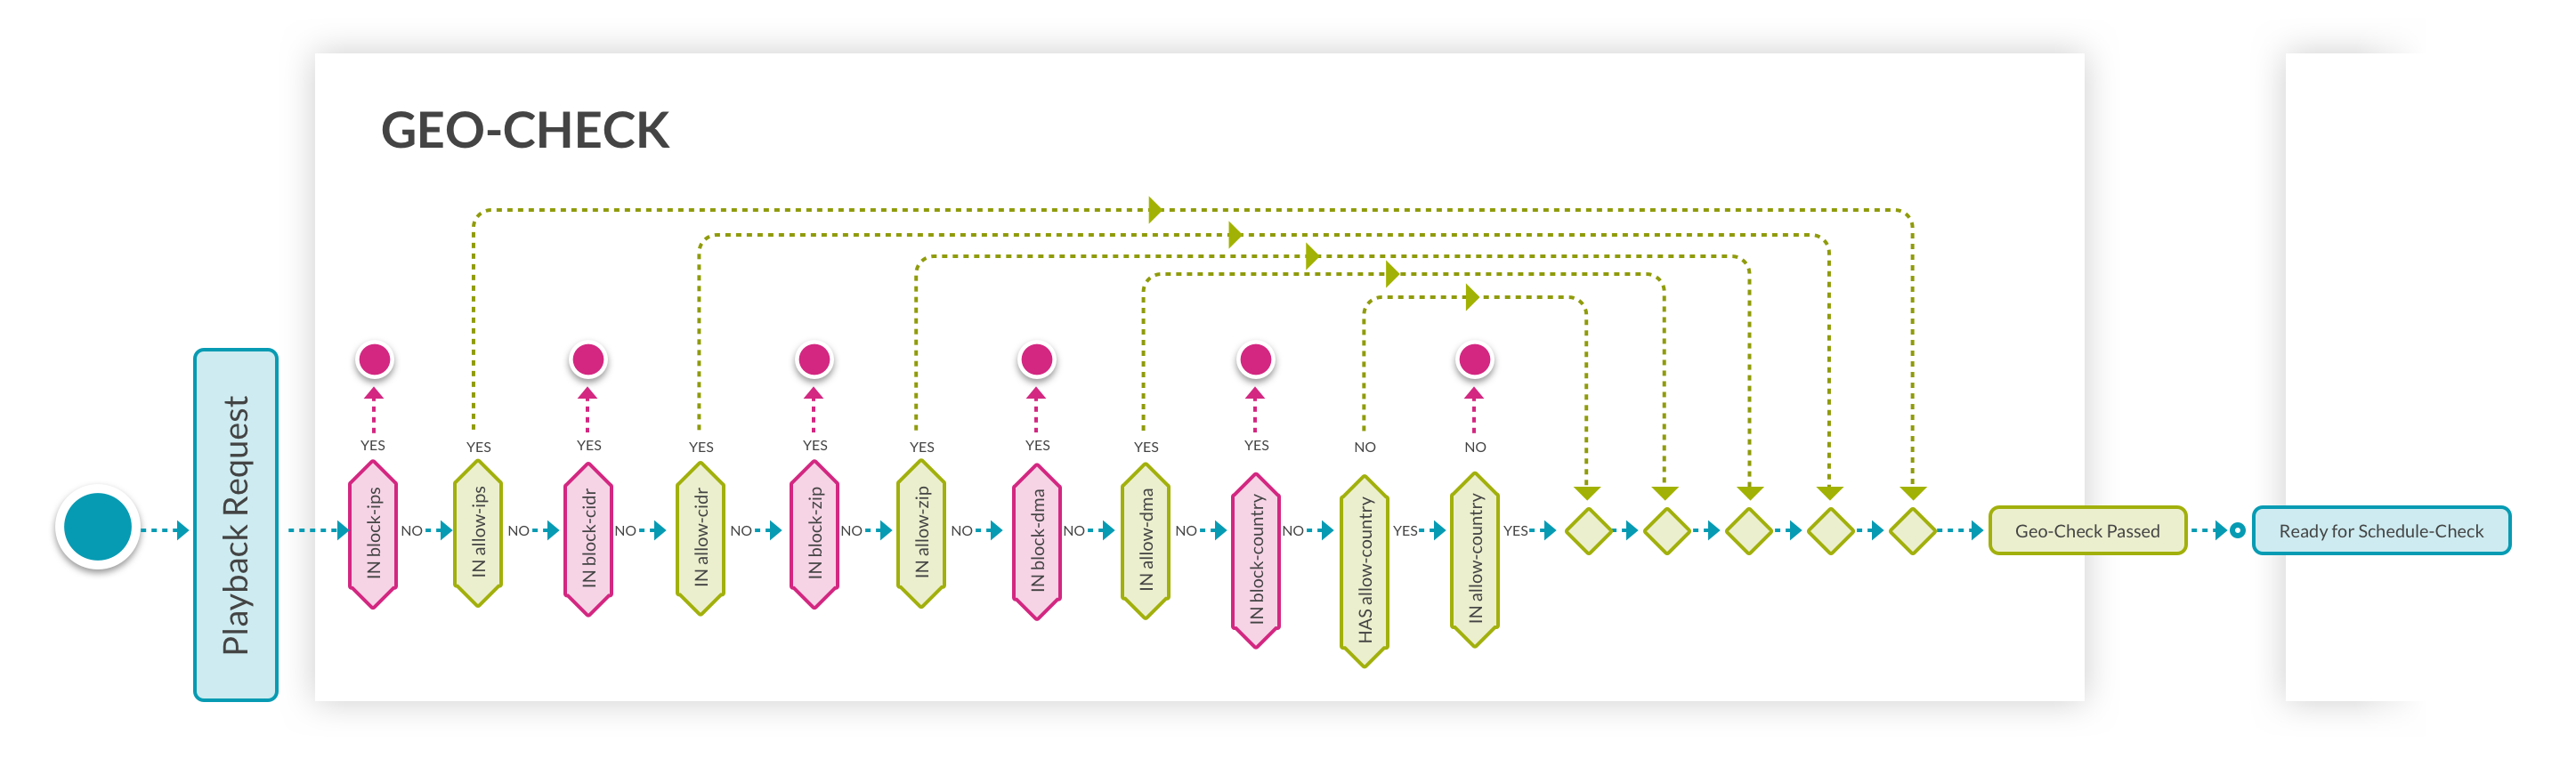 GEO-CHECK
Playback Request
YES
IN block-ips
NO
YES
IN allow-ips
NO
YES
IN block-cidr
NO
YES
IN allow-cidr
NO
YES
IN block-zip
NO
YES
IN allow-zip
NO
YES
IN block-dma
NO
YES
IN allow-dma
NO
YES
IN block-country
NO
NO
HAS allow-country
YES
NO
IN allow-country
YES
Geo-Check Passed
Ready for Schedule-Check